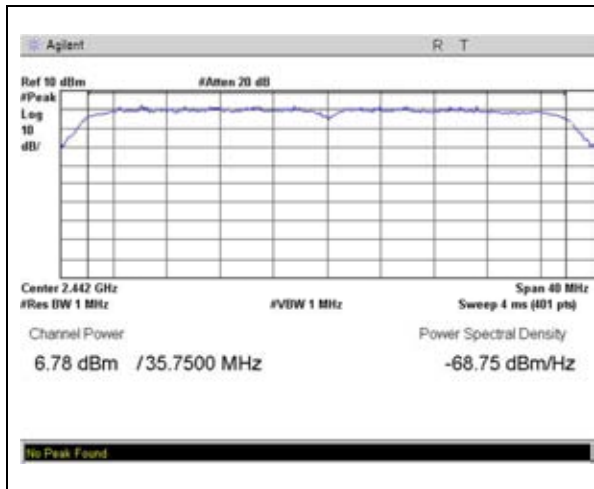 Agilent R T
Ref 10 dBm #Atten 20 dB
#Peak
Log
10
dB/
Center 2.442 GHz Span 40 MHz
#Res BW 1 MHz #VBW 1 MHz Sweep 4 ms (401 pts)
Channel Power Power Spectral Density
6.78 dBm /35.7500 MHz -68.75 dBm/Hz
No Peak Found